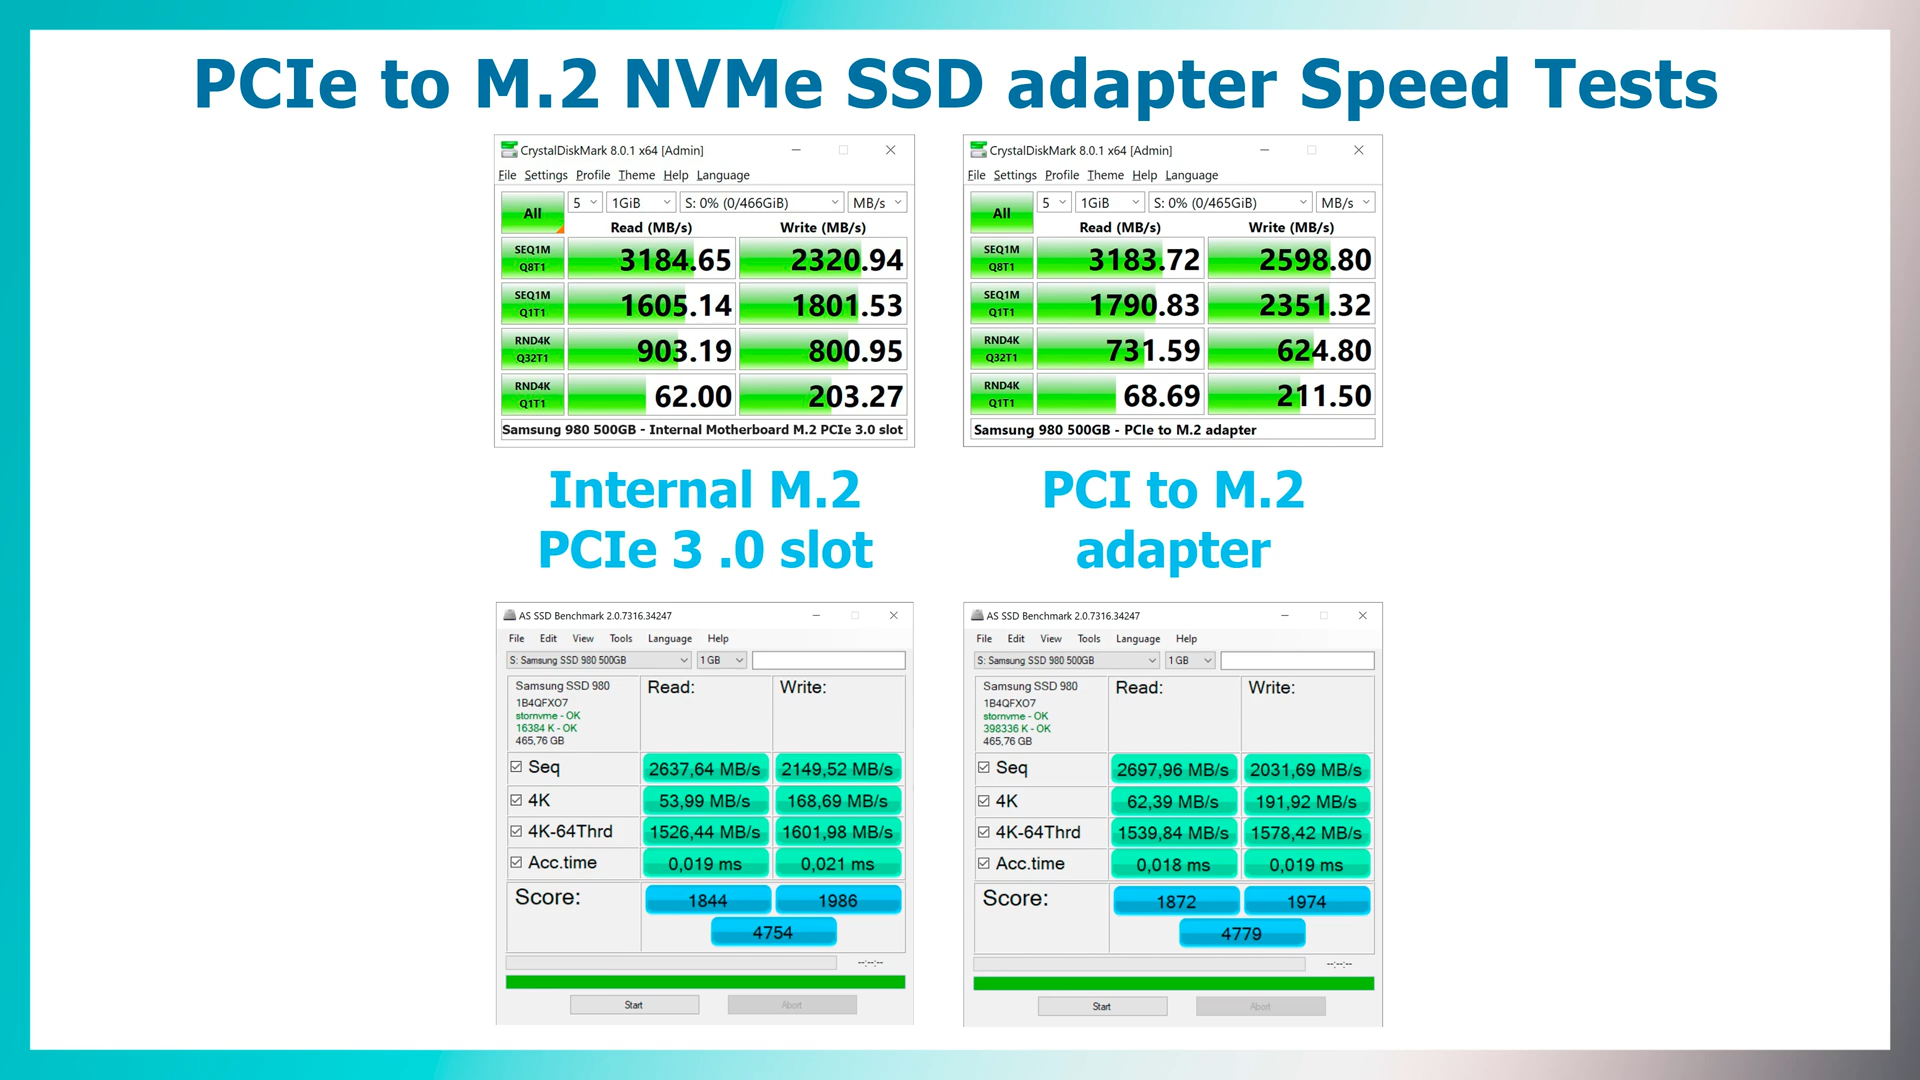 PCIe to M.2 NVMe SSD adapter Speed Tests
CrystalDiskMark 8.0.1 x64 [Admin]
File Settings Profile Theme Help Language
All 5 1GiB S: 0% (0/466GiB) MB/s
Read (MB/s) Write (MB/s)
SEQ1M Q8T1 3184.65 2320.94
SEQ1M Q1T1 1605.14 1801.53
RND4K Q32T1 903.19 800.95
RND4K Q1T1 62.00 203.27
Samsung 980 500GB - Internal Motherboard M.2 PCIe 3.0 slot
CrystalDiskMark 8.0.1 x64 [Admin]
File Settings Profile Theme Help Language
All 5 1GiB S: 0% (0/465GiB) MB/s
Read (MB/s) Write (MB/s)
SEQ1M Q8T1 3183.72 2598.80
SEQ1M Q1T1 1790.83 2351.32
RND4K Q32T1 731.59 624.80
RND4K Q1T1 68.69 211.50
Samsung 980 500GB - PCIe to M.2 adapter
Internal M.2
PCIe 3 .0 slot
PCI to M.2
adapter
AS SSD Benchmark 2.0.7316.34247
File Edit View Tools Language Help
S: Samsung SSD 980 500GB 1 GB
Samsung SSD 980
1B4QFXO7
stornvme - OK
16384 K - OK
465,76 GB
Read: Write:
Seq 2637,64 MB/s 2149,52 MB/s
4K 53,99 MB/s 168,69 MB/s
4K-64Thrd 1526,44 MB/s 1601,98 MB/s
Acc.time 0,019 ms 0,021 ms
Score: 1844 1986
4754
--:--:--
Start Abort
AS SSD Benchmark 2.0.7316.34247
File Edit View Tools Language Help
S: Samsung SSD 980 500GB 1 GB
Samsung SSD 980
1B4QFXO7
stornvme - OK
398336 K - OK
465,76 GB
Read: Write:
Seq 2697,96 MB/s 2031,69 MB/s
4K 62,39 MB/s 191,92 MB/s
4K-64Thrd 1539,84 MB/s 1578,42 MB/s
Acc.time 0,018 ms 0,019 ms
Score: 1872 1974
4779
--:--:--
Start Abort